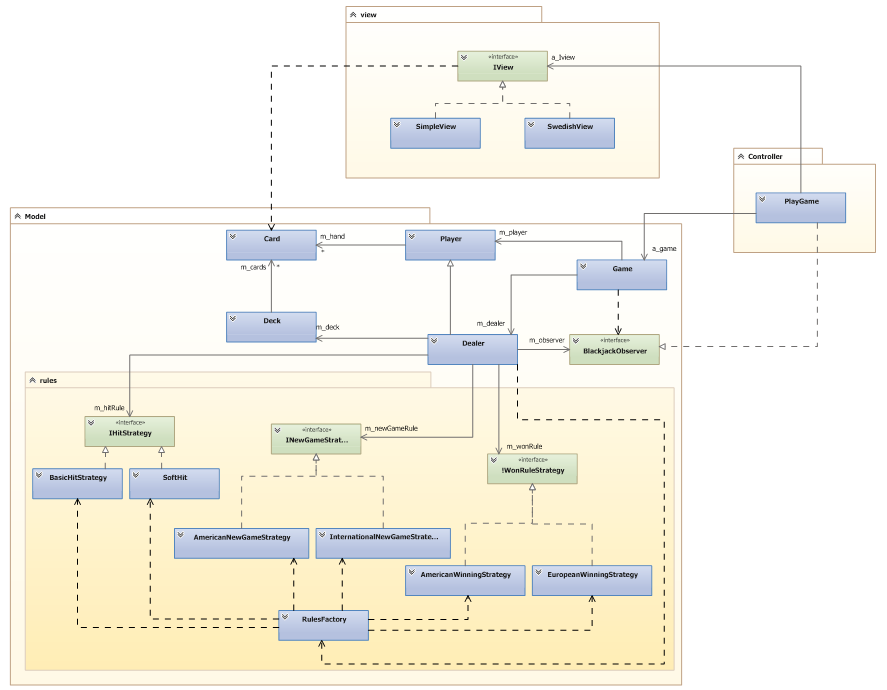 view
«interface»
IView
a_Iview
SimpleView
SwedishView
Controller
PlayGame
Model
Card
m_hand
*
Player
m_player
a_game
Game
m_cards
*
Deck
m_deck
m_dealer
Dealer
m_observer
«interface»
BlackjackObserver
rules
m_hitRule
«interface»
IHitStrategy
«interface»
INewGameStrat...
m_newGameRule
m_wonRule
«interface»
!WonRuleStrategy
BasicHitStrategy
SoftHit
AmericanNewGameStrategy
InternationalNewGameStrate...
AmericanWinningStrategy
EuropeanWinningStrategy
RulesFactory